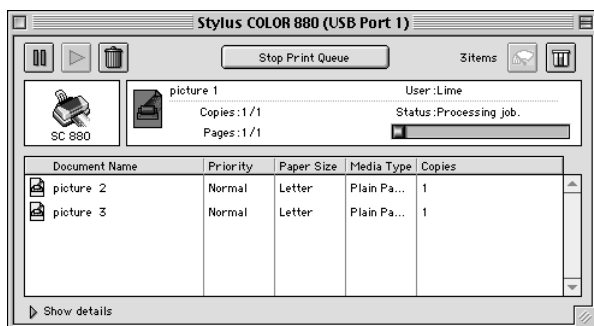 Stylus COLOR 880 (USB Port 1)
Stop Print Queue 3items
picture 1 User:Lime
Copies:1/1 Status:Processing job.
Pages:1/1
SC 880
Document Name Priority Paper Size Media Type Copies
picture 2 Normal Letter Plain Pa... 1
picture 3 Normal Letter Plain Pa... 1
Show details